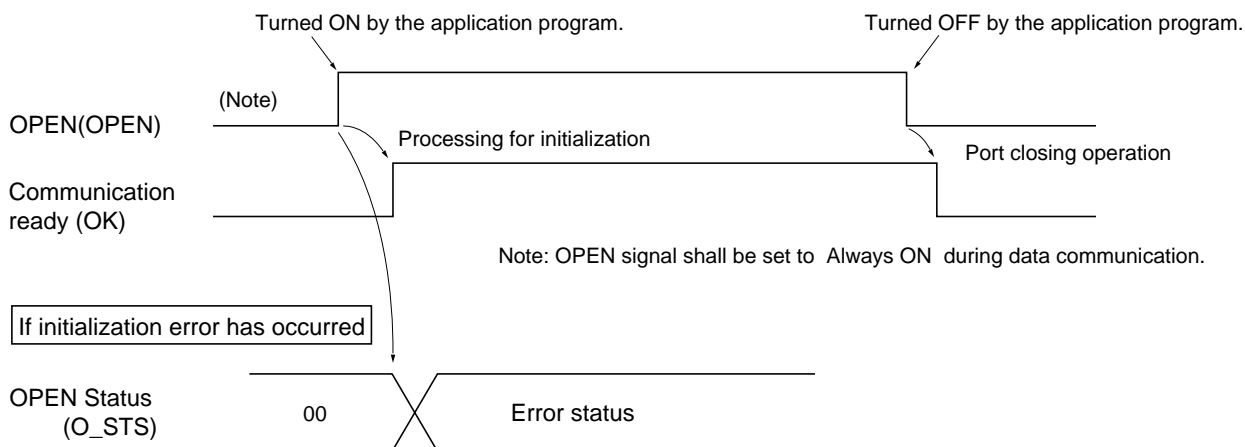 Turned ON by the application program.
Turned OFF by the application program.
(Note)
OPEN(OPEN)
Processing for initialization
Port closing operation
Communication
ready (OK)
Note: OPEN signal shall be set to Always ON during data communication.
If initialization error has occurred
OPEN Status
(O_STS)
00
Error status